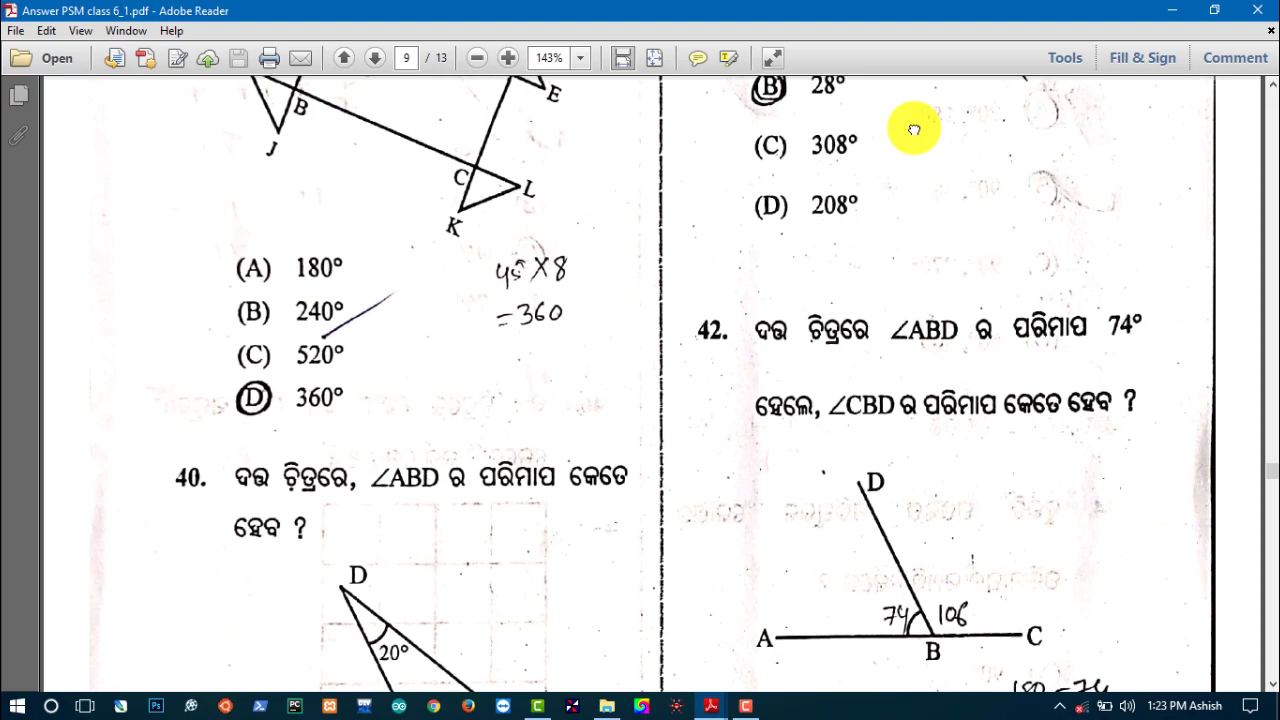 Answer PSM class 6_1.pdf - Adobe Reader
File Edit View Window Help
Open 9 / 13 143% Tools Fill & Sign Comment
B
E
J
C
L
K
(A) 180°
(B) 240°
(C) 520°
(D) 360°
45 X 8
= 360
40. ଦତ୍ତ ଚିତ୍ରରେ, ∠ABD ର ପରିମାପ କେତେ
ହେବ ?
D
20°
(B) 28°
(C) 308°
(D) 208°
42. ଦତ୍ତ ଚିତ୍ରରେ ∠ABD ର ପରିମାପ 74°
ହେଲେ, ∠CBD ର ପରିମାପ କେତେ ହେବ ?
D
74 106
A B C
180 - 74
1:23 PM Ashish